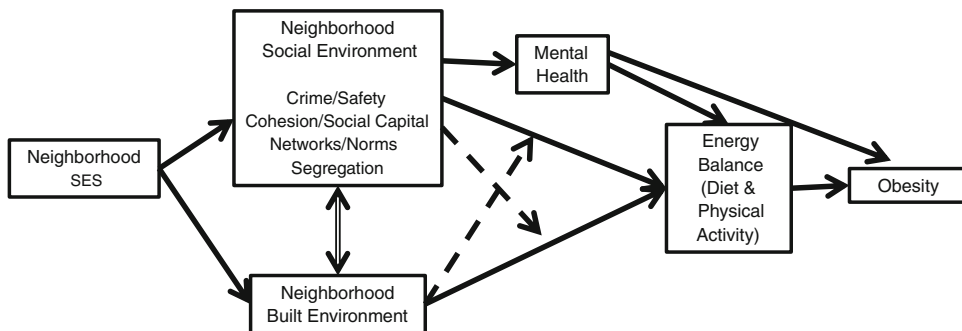 Neighborhood
SES
Neighborhood
Social Environment
Crime/Safety
Cohesion/Social Capital
Networks/Norms
Segregation
Neighborhood
Built Environment
Mental
Health
Energy
Balance
(Diet &
Physical
Activity)
Obesity